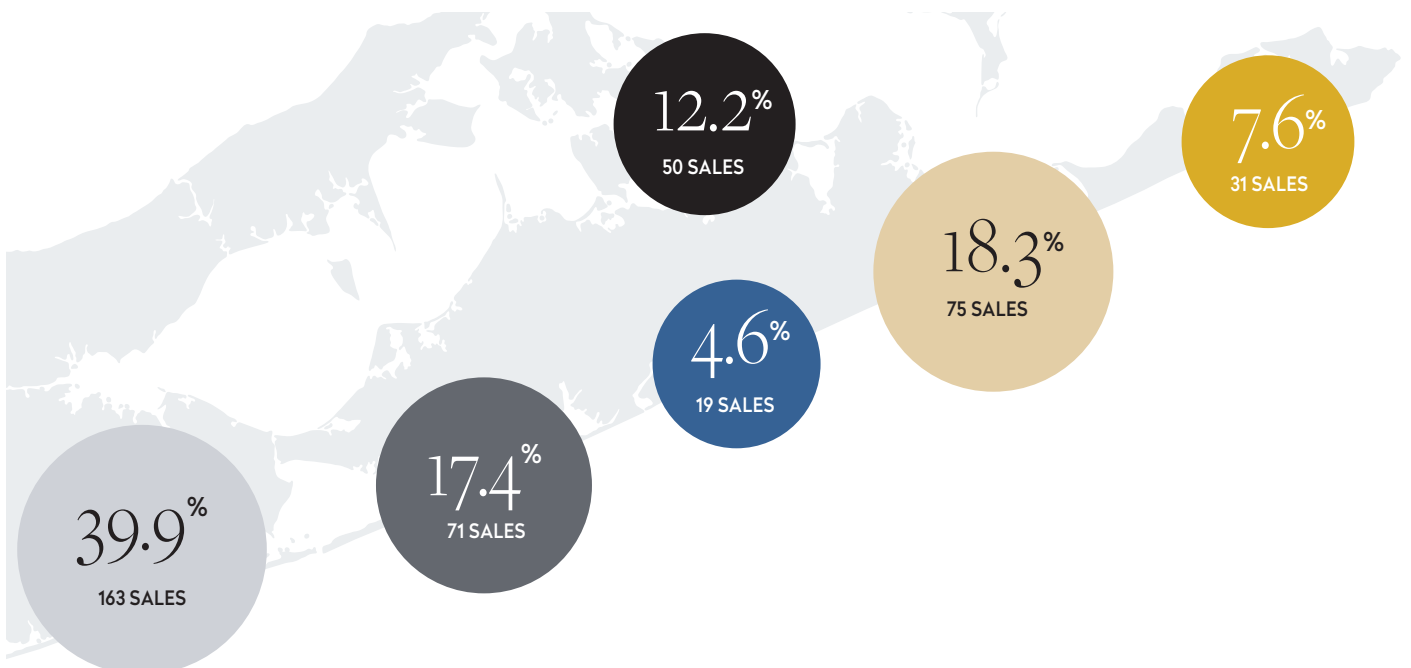 12.2%
50 SALES
7.6%
31 SALES
18.3%
75 SALES
4.6%
19 SALES
17.4%
71 SALES
39.9%
163 SALES